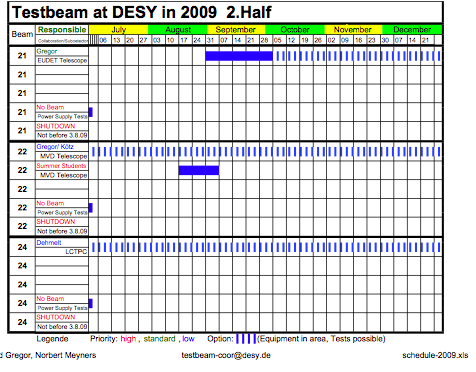 Testbeam at DESY in 2009 2.Half
Beam Responsible July August September October November December
Collaboration/Subdetector 06 13 20 27 03 10 17 24 31 07 14 21 28 05 12 19 26 02 09 16 23 30 07 14 21
21 Gregor
EUDET Telescope
21
21
21 No Beam
Power Supply Tests
21 SHUTDOWN
Not before 3.8.09
22 Gregor/ Kötz
MVD Telescope
22 Summer Students
MVD Telescope
22
22 No Beam
Power Supply Tests
22 SHUTDOWN
Not before 3.8.09
24 Dehmelt
LCTPC
24
24
24 No Beam
Power Supply Tests
24 SHUTDOWN
Not before 3.8.09
Legende Priority: high , standard , low Option: (Equipment in area, Tests possible)
d Gregor, Norbert Meyners testbeam-coor@desy.de schedule-2009.xls